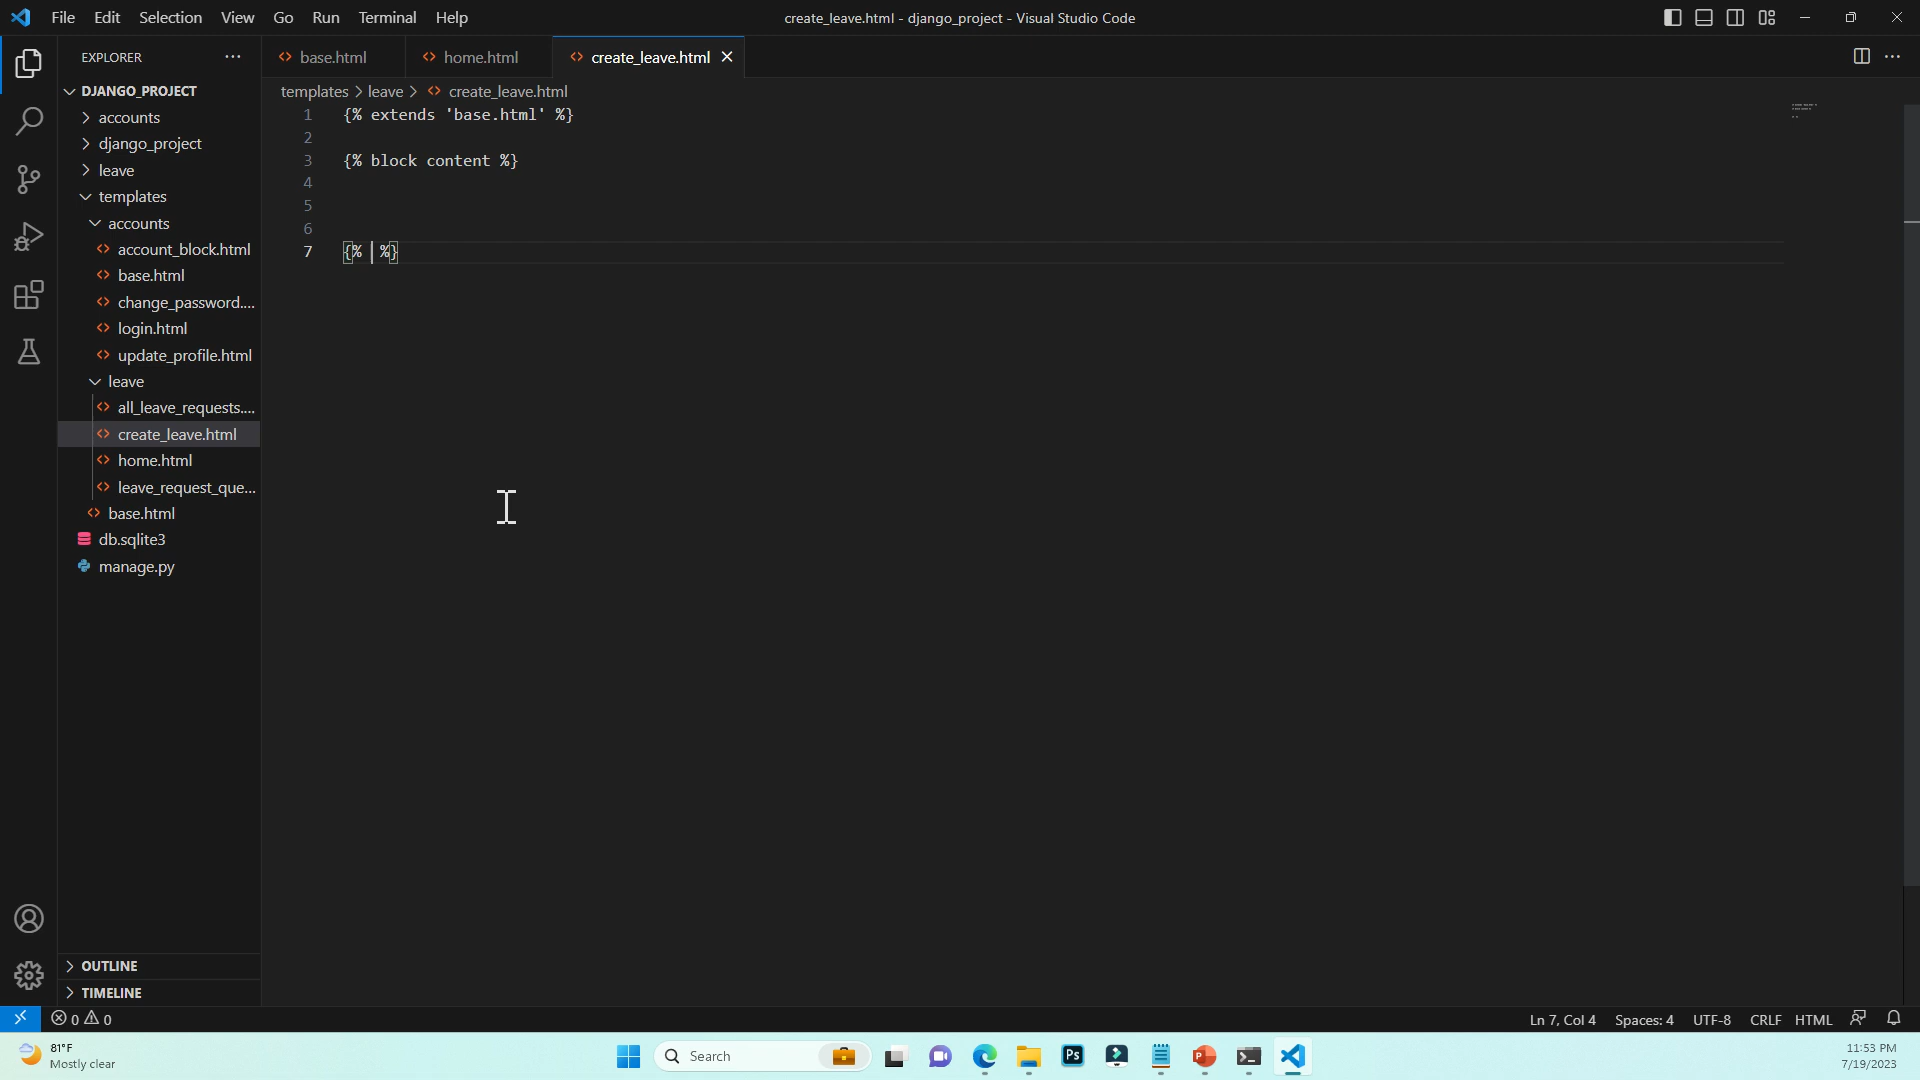 File Edit Selection View Go Run Terminal Help
create_leave.html - django_project - Visual Studio Code
EXPLORER
base.html
home.html
create_leave.html
DJANGO_PROJECT
accounts
django_project
leave
templates
accounts
account_block.html
base.html
change_password....
login.html
update_profile.html
leave
all_leave_requests....
create_leave.html
home.html
leave_request_que...
base.html
db.sqlite3
manage.py
OUTLINE
TIMELINE
templates > leave > create_leave.html
1 {% extends 'base.html' %}
2
3 {% block content %}
4
5
6
7 {% %}
0 0
Ln 7, Col 4 Spaces: 4 UTF-8 CRLF HTML
81°F
Mostly clear
Search
Ps
P
11:53 PM
7/19/2023